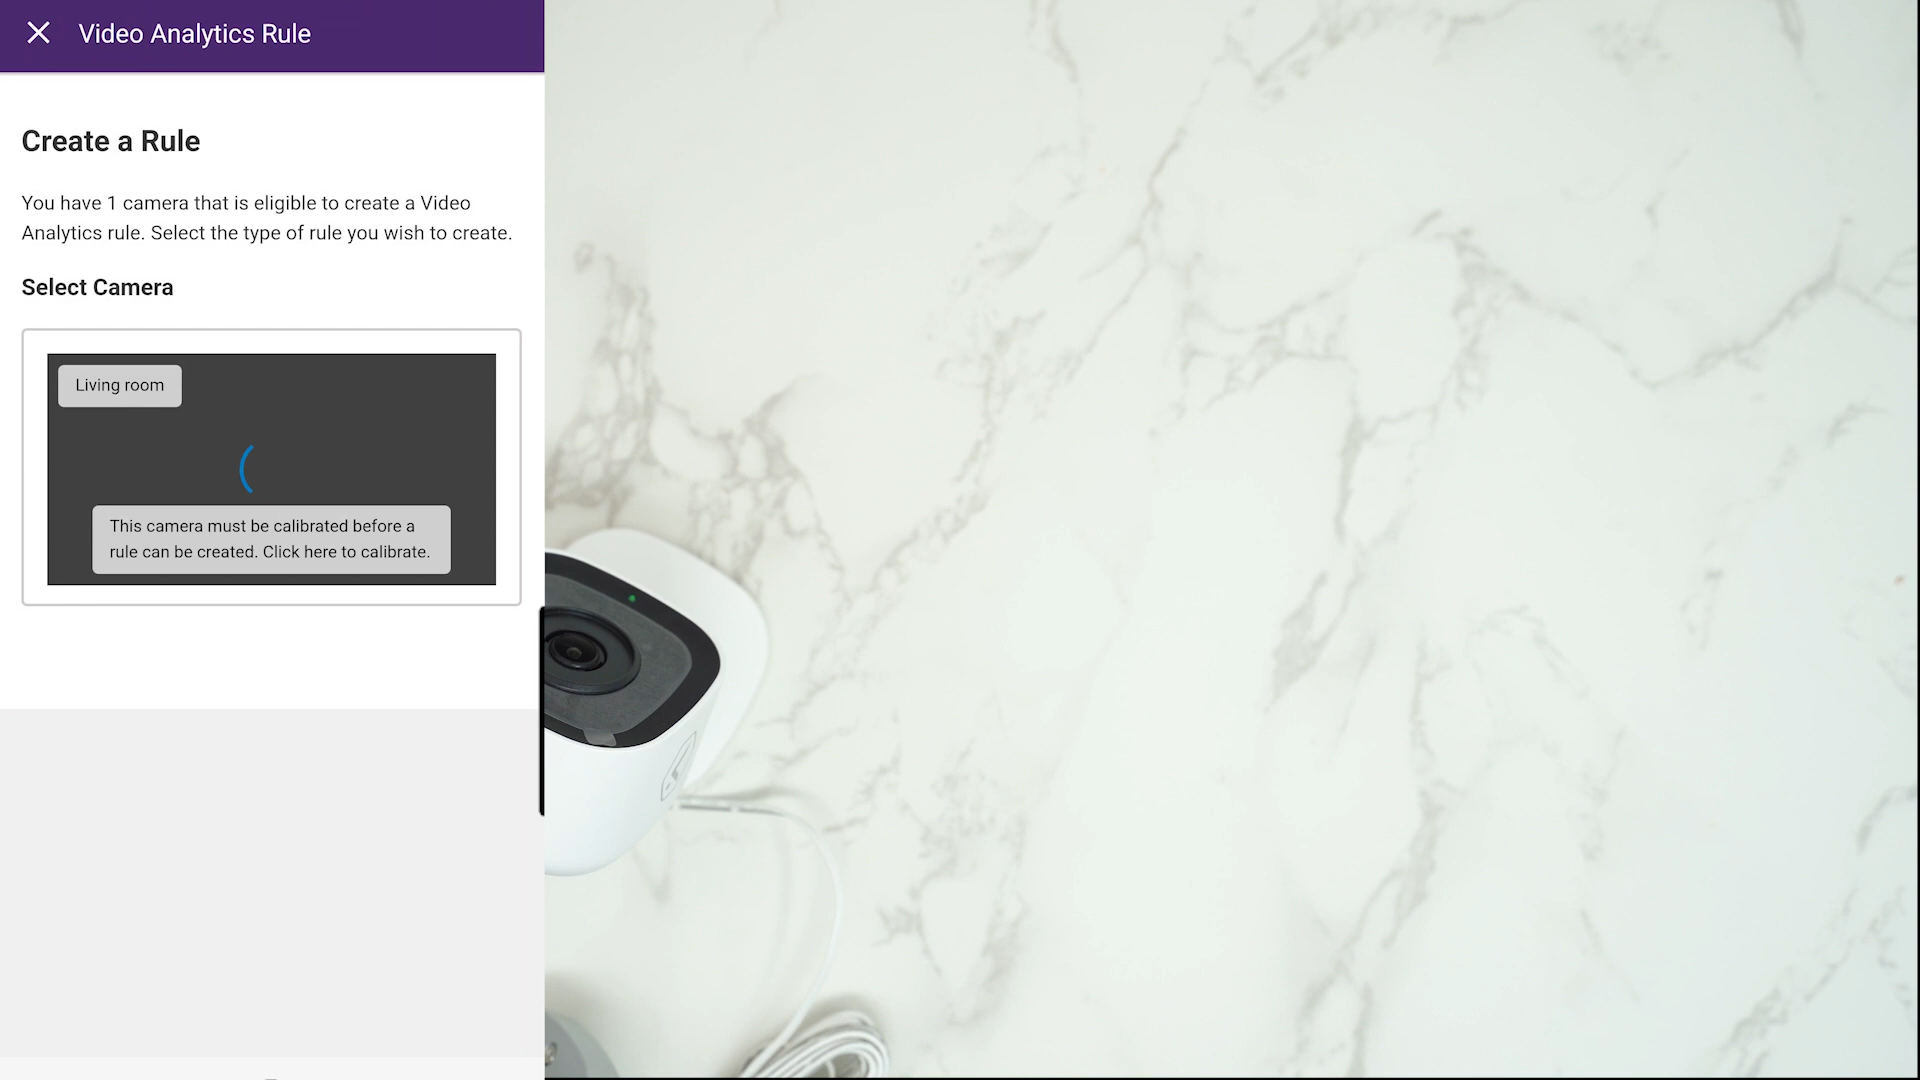 Video Analytics Rule
Create a Rule
You have 1 camera that is eligible to create a Video
Analytics rule. Select the type of rule you wish to create.
Select Camera
Living room
This camera must be calibrated before a
rule can be created. Click here to calibrate.